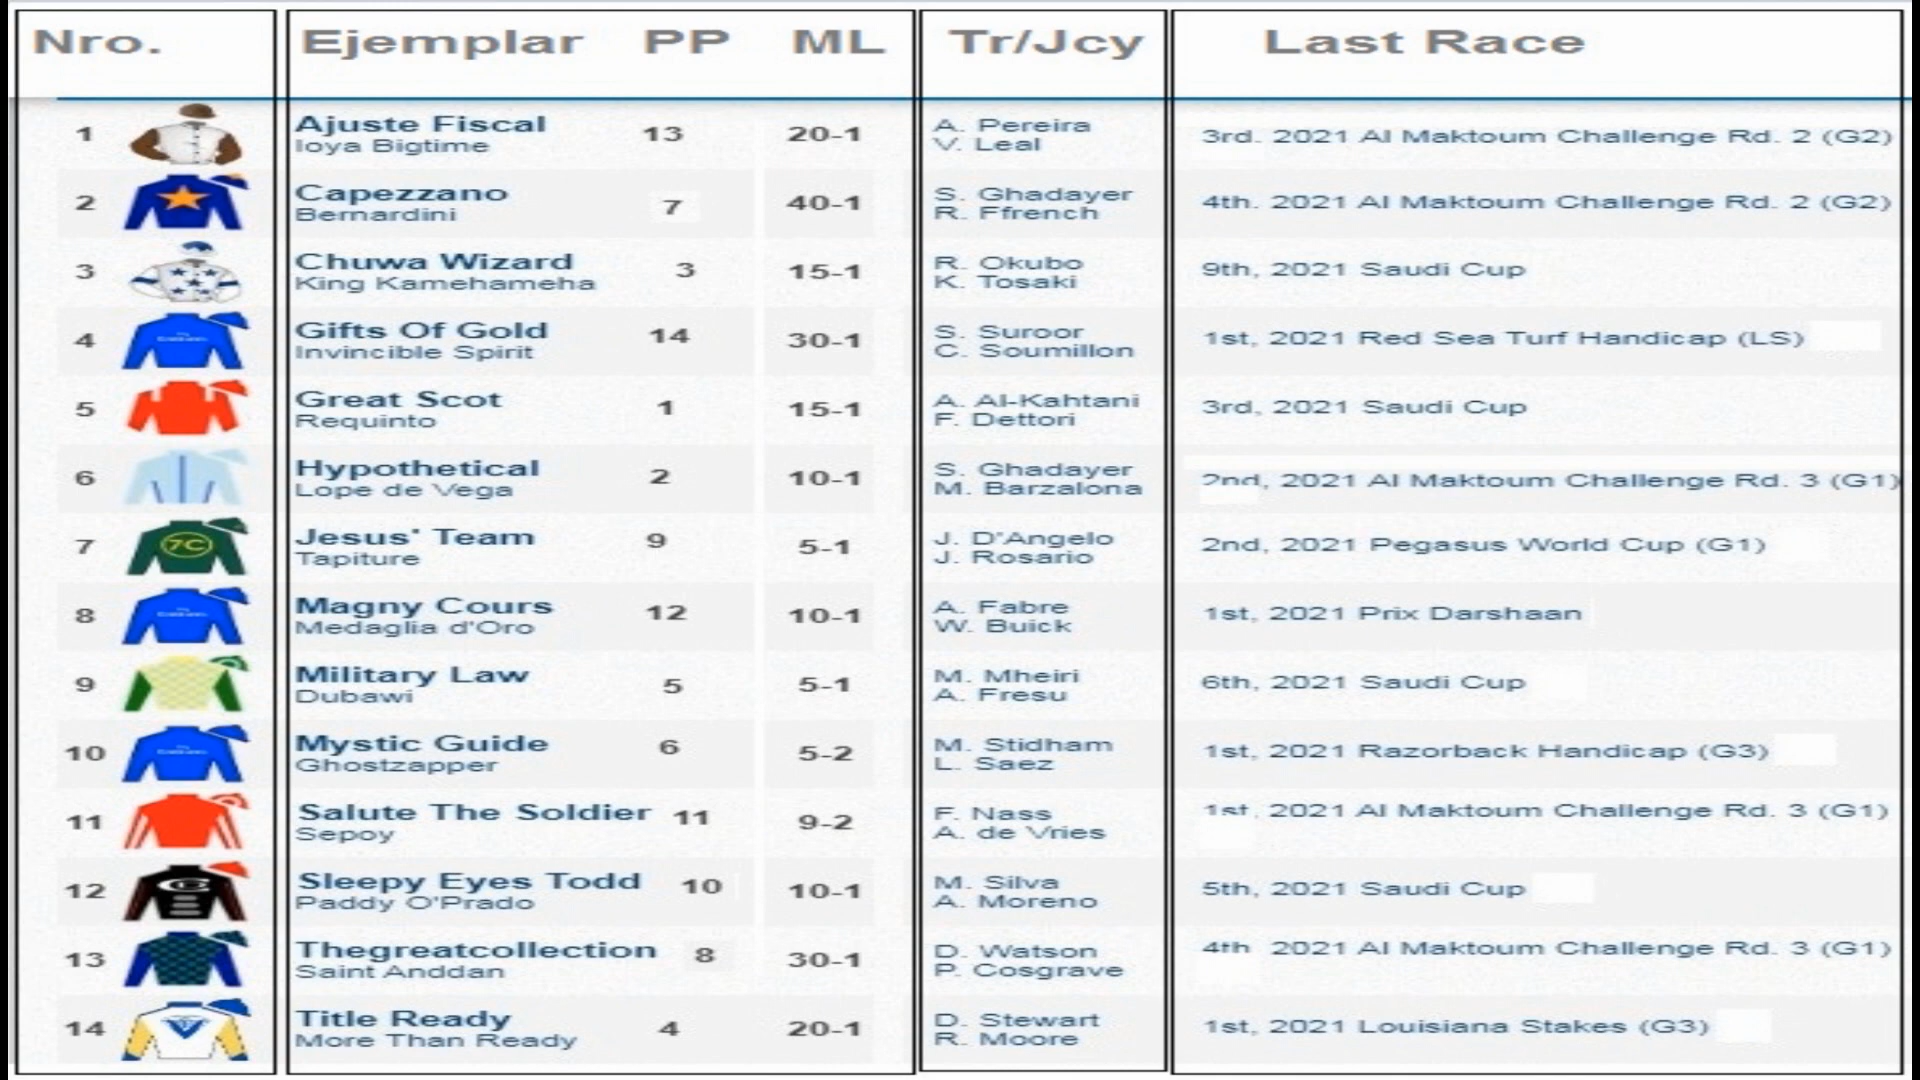 Nro. Ejemplar PP ML Tr/Jcy Last Race
1 Ajuste Fiscal 13 20-1 A. Pereira 3rd. 2021 Al Maktoum Challenge Rd. 2 (G2)
Ioya Bigtime V. Leal
2 Capezzano 7 40-1 S. Ghadayer 4th. 2021 Al Maktoum Challenge Rd. 2 (G2)
Bernardini R. Ffrench
3 Chuwa Wizard 3 15-1 R. Okubo 9th, 2021 Saudi Cup
King Kamehameha K. Tosaki
4 Gifts Of Gold 14 30-1 S. Suroor 1st, 2021 Red Sea Turf Handicap (LS)
Invincible Spirit C. Soumillon
5 Great Scot 1 15-1 A. Al-Kahtani 3rd, 2021 Saudi Cup
Requinto F. Dettori
6 Hypothetical 2 10-1 S. Ghadayer 2nd, 2021 Al Maktoum Challenge Rd. 3 (G1)
Lope de Vega M. Barzalona
7 7C Jesus' Team 9 5-1 J. D'Angelo 2nd, 2021 Pegasus World Cup (G1)
Tapiture J. Rosario
8 Magny Cours 12 10-1 A. Fabre 1st, 2021 Prix Darshaan
Medaglia d'Oro W. Buick
9 Military Law 5 5-1 M. Mheiri 6th, 2021 Saudi Cup
Dubawi A. Fresu
10 Mystic Guide 6 5-2 M. Stidham 1st, 2021 Razorback Handicap (G3)
Ghostzapper L. Saez
11 Salute The Soldier 11 9-2 F. Nass 1st, 2021 Al Maktoum Challenge Rd. 3 (G1)
Sepoy A. de Vries
12 Sleepy Eyes Todd 10 10-1 M. Silva 5th, 2021 Saudi Cup
Paddy O'Prado A. Moreno
13 Thegreatcollection 8 30-1 D. Watson 4th 2021 Al Maktoum Challenge Rd. 3 (G1)
Saint Anddan P. Cosgrave
14 Title Ready 4 20-1 D. Stewart 1st, 2021 Louisiana Stakes (G3)
More Than Ready R. Moore